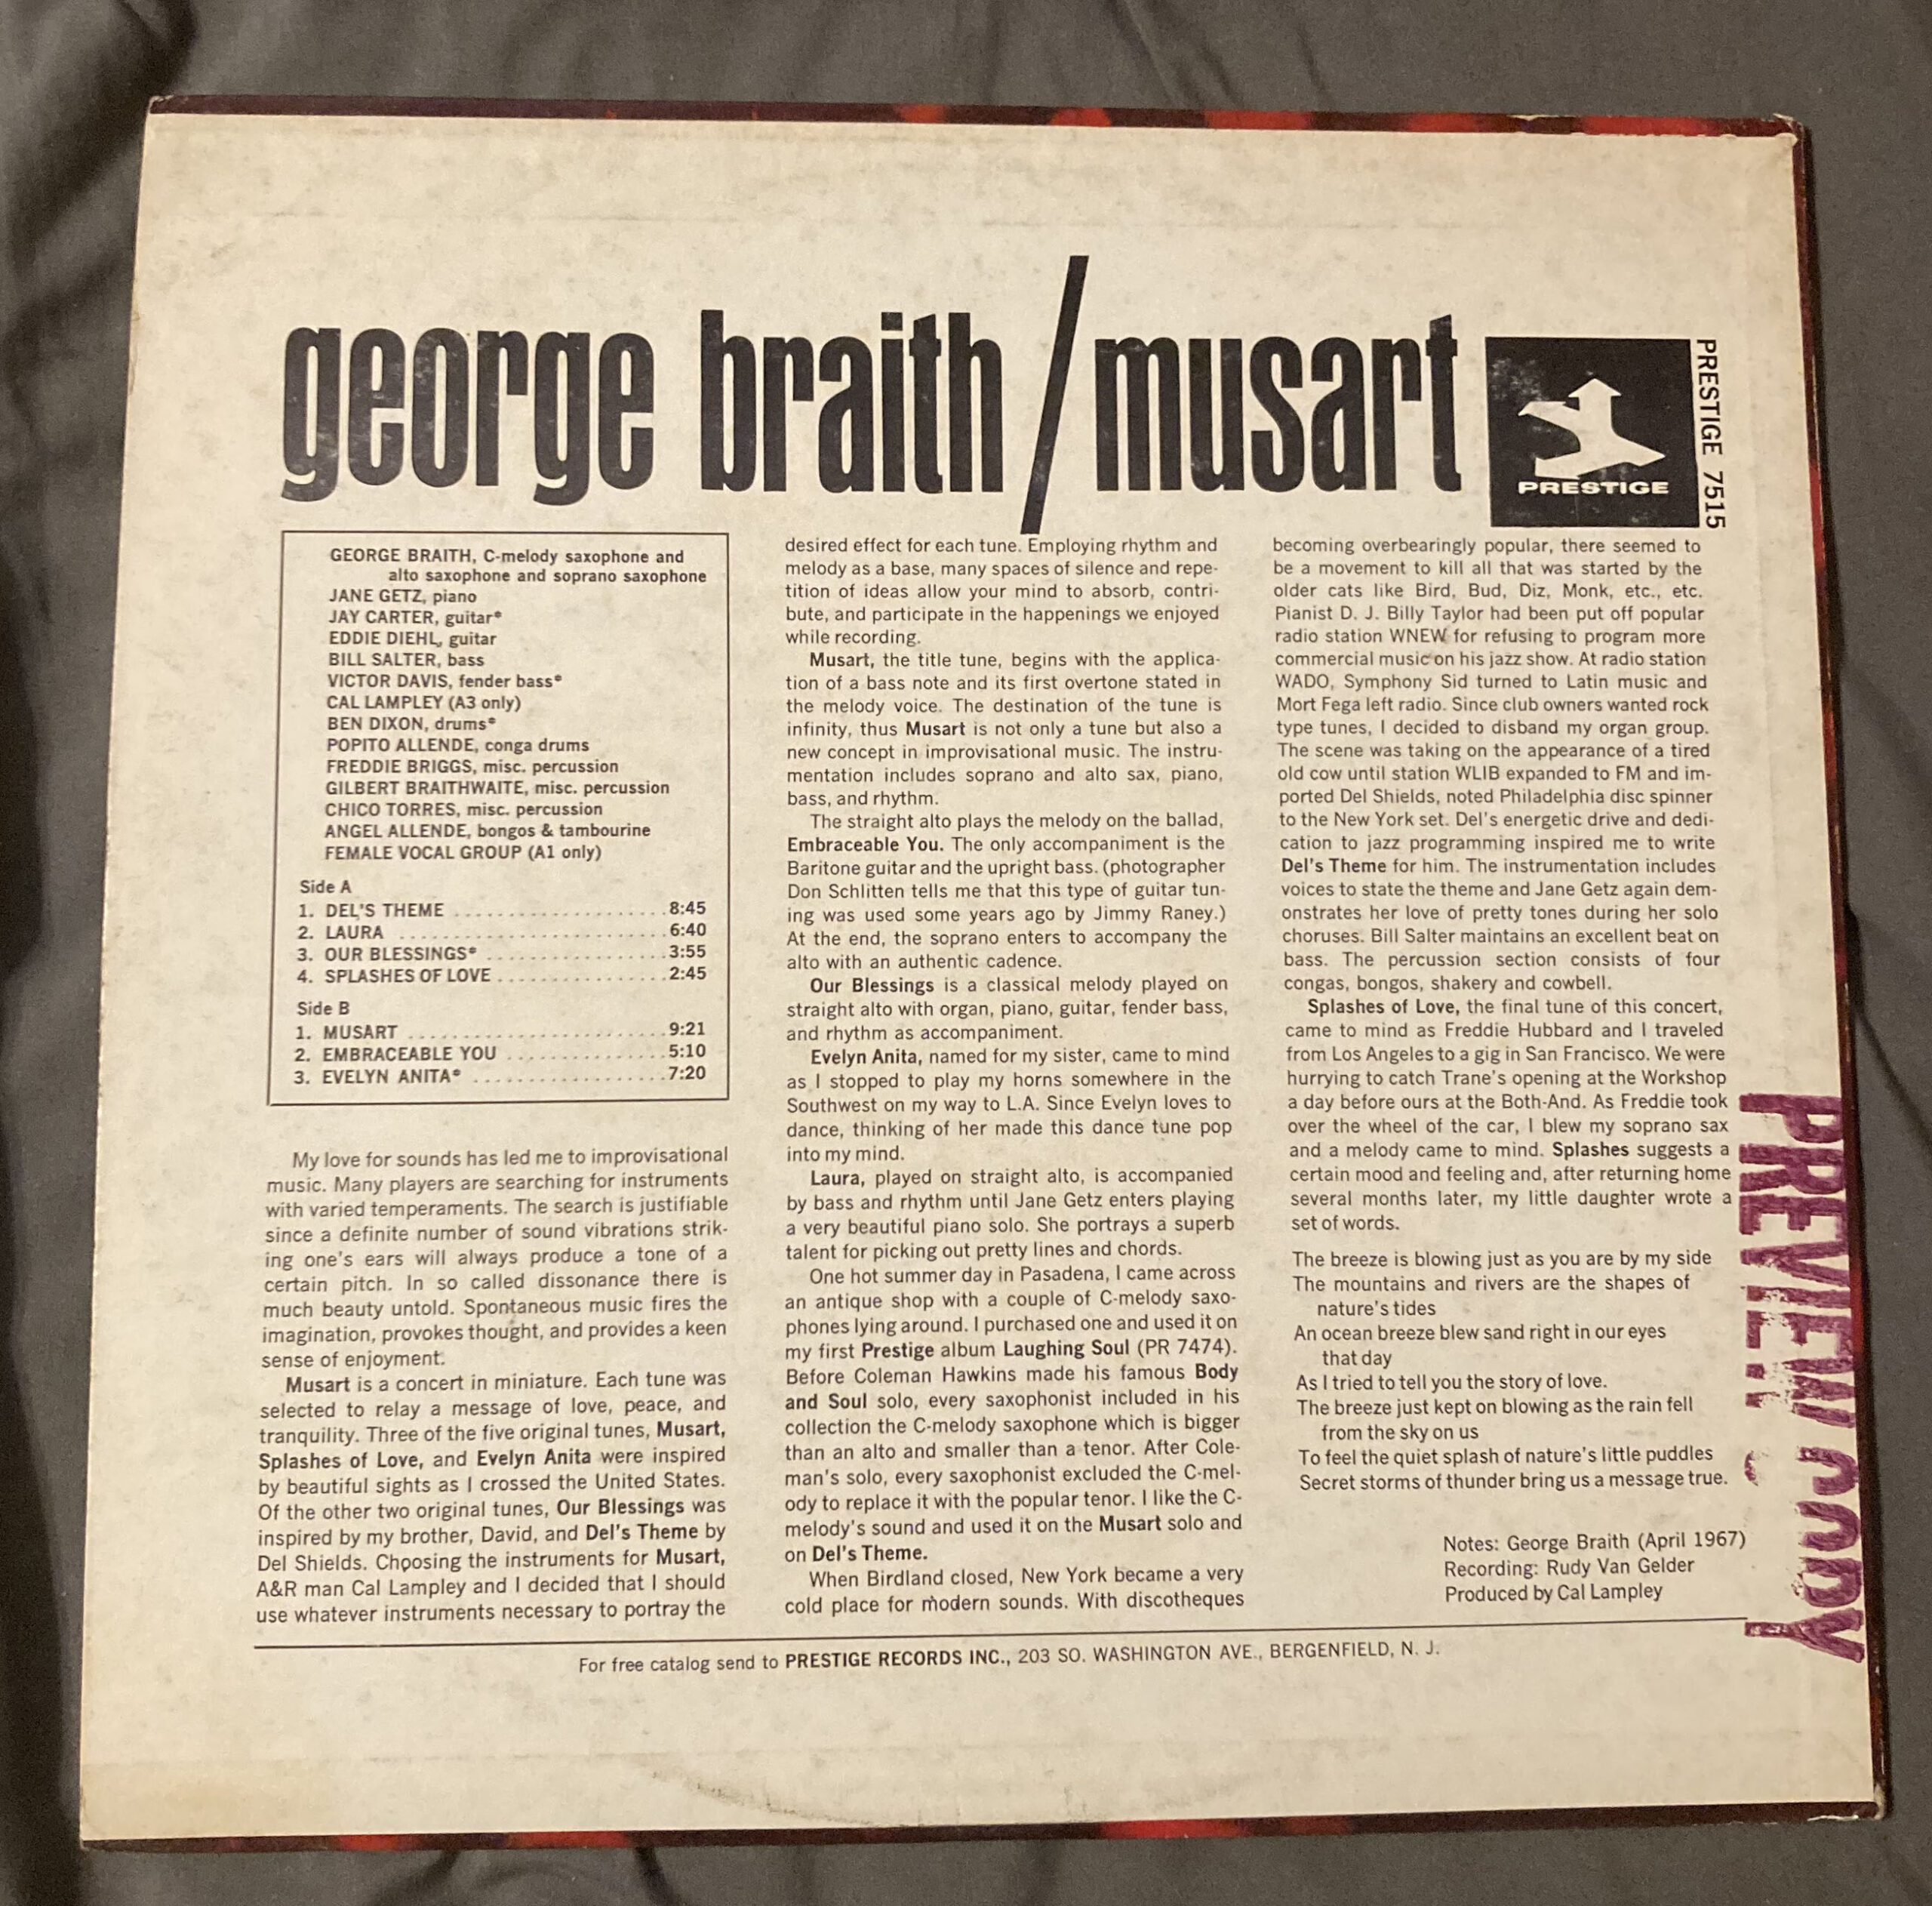 george braith/musart
PRESTIGE
PRESTIGE 7515
GEORGE BRAITH, C-melody saxophone and
alto saxophone and soprano saxophone
JANE GETZ, piano
JAY CARTER, guitar*
EDDIE DIEHL, guitar
BILL SALTER, bass
VICTOR DAVIS, fender bass*
CAL LAMPLEY (A3 only)
BEN DIXON, drums*
POPITO ALLENDE, conga drums
FREDDIE BRIGGS, misc. percussion
GILBERT BRAITHWAITE, misc. percussion
CHICO TORRES, misc. percussion
ANGEL ALLENDE, bongos & tambourine
FEMALE VOCAL GROUP (A1 only)
Side A
1. DEL'S THEME ........................ 8:45
2. LAURA ............................. 6:40
3. OUR BLESSINGS* .................... 3:55
4. SPLASHES OF LOVE .................. 2:45
Side B
1. MUSART ............................ 9:21
2. EMBRACEABLE YOU ................... 5:10
3. EVELYN ANITA* ..................... 7:20
My love for sounds has led me to improvisational
music. Many players are searching for instruments
with varied temperaments. The search is justifiable
since a definite number of sound vibrations strik-
ing one's ears will always produce a tone of a
certain pitch. In so called dissonance there is
much beauty untold. Spontaneous music fires the
imagination, provokes thought, and provides a keen
sense of enjoyment.
Musart is a concert in miniature. Each tune was
selected to relay a message of love, peace, and
tranquility. Three of the five original tunes, Musart,
Splashes of Love, and Evelyn Anita were inspired
by beautiful sights as I crossed the United States.
Of the other two original tunes, Our Blessings was
inspired by my brother, David, and Del's Theme by
Del Shields. Choosing the instruments for Musart,
A&R man Cal Lampley and I decided that I should
use whatever instruments necessary to portray the
desired effect for each tune. Employing rhythm and
melody as a base, many spaces of silence and repe-
tition of ideas allow your mind to absorb, contri-
bute, and participate in the happenings we enjoyed
while recording.
Musart, the title tune, begins with the applica-
tion of a bass note and its first overtone stated in
the melody voice. The destination of the tune is
infinity, thus Musart is not only a tune but also a
new concept in improvisational music. The instru-
mentation includes soprano and alto sax, piano,
bass, and rhythm.
The straight alto plays the melody on the ballad,
Embraceable You. The only accompaniment is the
Baritone guitar and the upright bass. (photographer
Don Schlitten tells me that this type of guitar tun-
ing was used some years ago by Jimmy Raney.)
At the end, the soprano enters to accompany the
alto with an authentic cadence.
Our Blessings is a classical melody played on
straight alto with organ, piano, guitar, fender bass,
and rhythm as accompaniment.
Evelyn Anita, named for my sister, came to mind
as I stopped to play my horns somewhere in the
Southwest on my way to L.A. Since Evelyn loves to
dance, thinking of her made this dance tune pop
into my mind.
Laura, played on straight alto, is accompanied
by bass and rhythm until Jane Getz enters playing
a very beautiful piano solo. She portrays a superb
talent for picking out pretty lines and chords.
One hot summer day in Pasadena, I came across
an antique shop with a couple of C-melody saxo-
phones lying around. I purchased one and used it on
my first Prestige album Laughing Soul (PR 7474).
Before Coleman Hawkins made his famous Body
and Soul solo, every saxophonist included in his
collection the C-melody saxophone which is bigger
than an alto and smaller than a tenor. After Cole-
man's solo, every saxophonist excluded the C-mel-
ody to replace it with the popular tenor. I like the C-
melody's sound and used it on the Musart solo and
on Del's Theme.
When Birdland closed, New York became a very
cold place for modern sounds. With discotheques
becoming overbearingly popular, there seemed to
be a movement to kill all that was started by the
older cats like Bird, Bud, Diz, Monk, etc., etc.
Pianist D. J. Billy Taylor had been put off popular
radio station WNEW for refusing to program more
commercial music on his jazz show. At radio station
WADO, Symphony Sid turned to Latin music and
Mort Fega left radio. Since club owners wanted rock
type tunes, I decided to disband my organ group.
The scene was taking on the appearance of a tired
old cow until station WLIB expanded to FM and im-
ported Del Shields, noted Philadelphia disc spinner
to the New York set. Del's energetic drive and dedi-
cation to jazz programming inspired me to write
Del's Theme for him. The instrumentation includes
voices to state the theme and Jane Getz again dem-
onstrates her love of pretty tones during her solo
choruses. Bill Salter maintains an excellent beat on
bass. The percussion section consists of four
congas, bongos, shakery and cowbell.
Splashes of Love, the final tune of this concert,
came to mind as Freddie Hubbard and I traveled
from Los Angeles to a gig in San Francisco. We were
hurrying to catch Trane's opening at the Workshop
a day before ours at the Both-And. As Freddie took
over the wheel of the car, I blew my soprano sax
and a melody came to mind. Splashes suggests a
certain mood and feeling and, after returning home
several months later, my little daughter wrote a
set of words.
The breeze is blowing just as you are by my side
The mountains and rivers are the shapes of
nature's tides
An ocean breeze blew sand right in our eyes
that day
As I tried to tell you the story of love.
The breeze just kept on blowing as the rain fell
from the sky on us
To feel the quiet splash of nature's little puddles
Secret storms of thunder bring us a message true.
Notes: George Braith (April 1967)
Recording: Rudy Van Gelder
Produced by Cal Lampley
PREVIEW COPY
For free catalog send to PRESTIGE RECORDS INC., 203 SO. WASHINGTON AVE., BERGENFIELD, N. J.